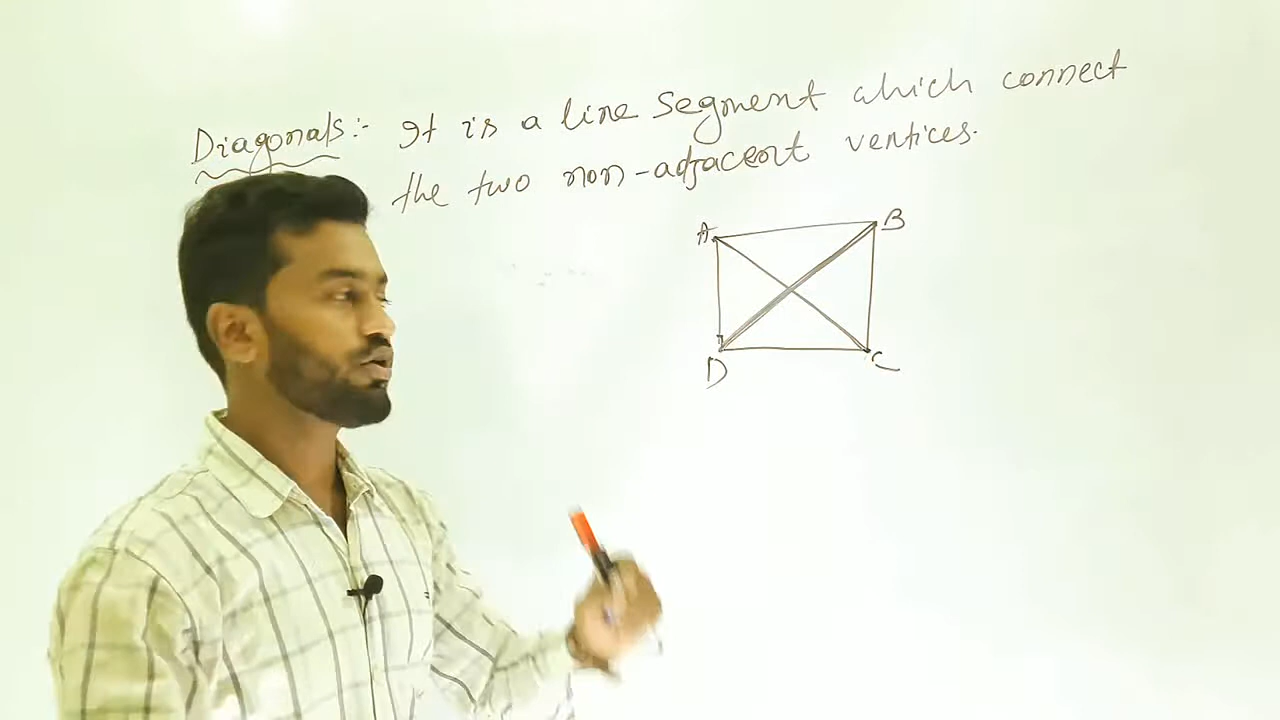 Diagonals:- It is a line segment which connect
the two non-adjacent vertices.
A B
D C